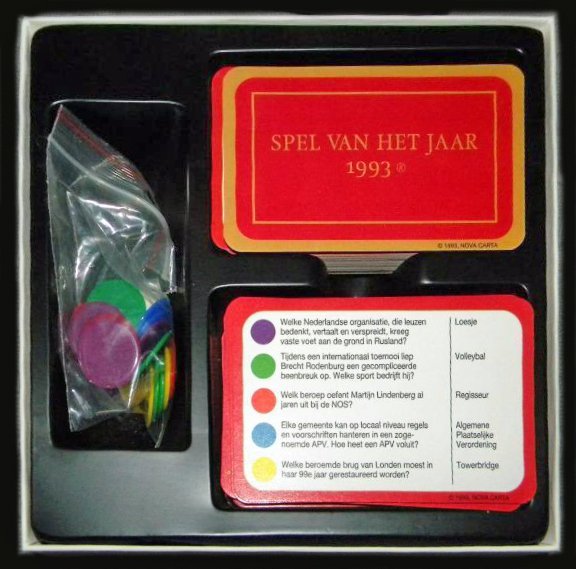 SPEL VAN HET JAAR
1993 ®
© 1993, NOVA CARTA
Welke Nederlandse organisatie, die leuzen
bedenkt, vertaalt en verspreidt, kreeg
vaste voet aan de grond in Rusland?
Loesje
Tijdens een internationaal toernooi liep
Brecht Rodenburg een gecompliceerde
beenbreuk op. Welke sport bedrijft hij?
Volleybal
Welk beroep oefent Martijn Lindenberg al
jaren uit bij de NOS?
Regisseur
Elke gemeente kan op locaal niveau regels
en voorschriften hanteren in een zoge-
noemde APV. Hoe heet een APV voluit?
Algemene
Plaatselijke
Verordening
Welke beroemde brug van Londen moest in
haar 99e jaar gerestaureerd worden?
Towerbridge
© 1993, NOVA CARTA